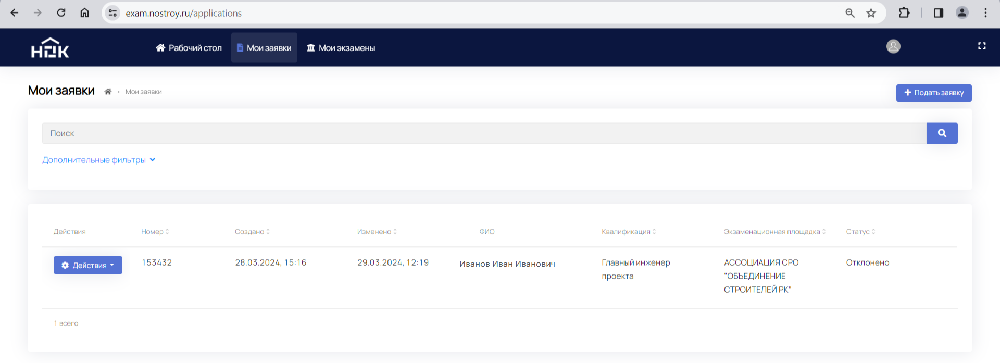 exam.nostroy.ru/applications
НОК Рабочий стол Мои заявки Мои экзамены
Мои заявки • Мои заявки
+ Подать заявку
Поиск
Дополнительные фильтры
Действия Номер Создано Изменено ФИО Квалификация Экзаменационная площадка Статус
Действия 153432 28.03.2024, 15:16 29.03.2024, 12:19 Иванов Иван Иванович Главный инженер АССОЦИАЦИЯ СРО Отклонено
проекта "ОБЪЕДИНЕНИЕ
СТРОИТЕЛЕЙ РК"
1 всего